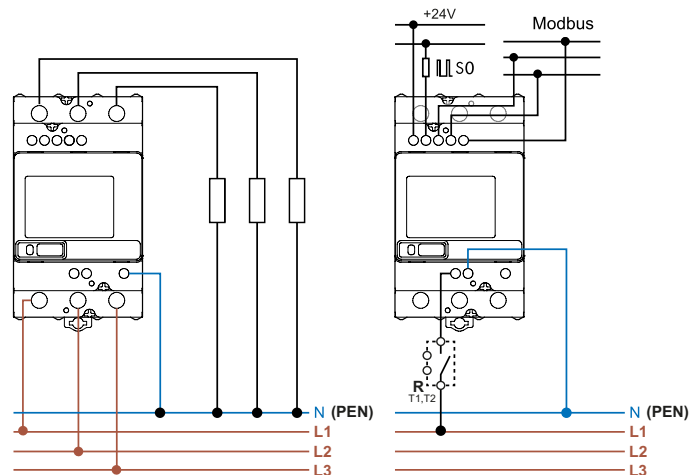 +24V
Modbus
S0
R
T1,T2
N (PEN)
L1
L2
L3
N (PEN)
L1
L2
L3